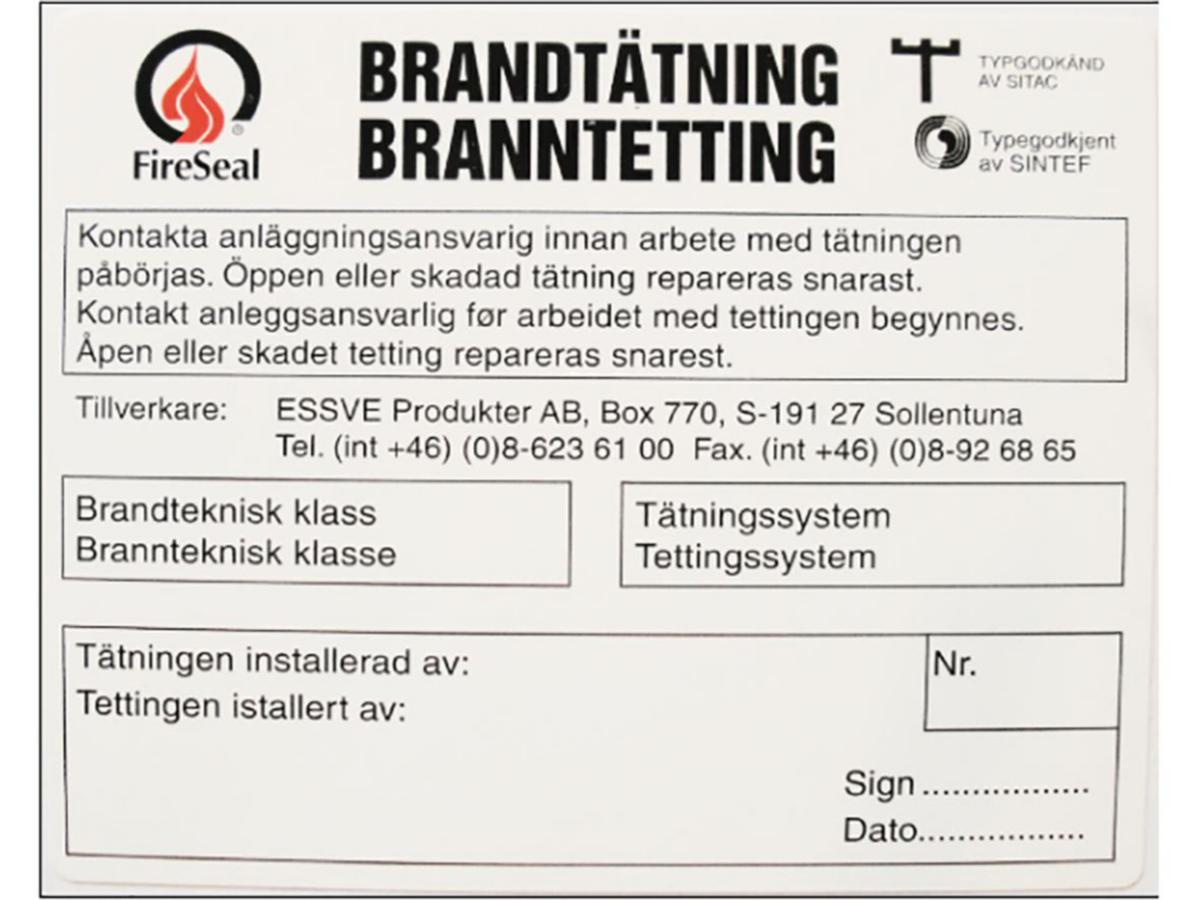 BRANDTÄTNING
BRANNTETTING
FireSeal
®
TYPGODKÄND
AV SITAC
Typegodkjent
av SINTEF
Kontakta anläggningsansvarig innan arbete med tätningen
påbörjas. Öppen eller skadad tätning repareras snarast.
Kontakt anleggsansvarlig før arbeidet med tettingen begynnes.
Åpen eller skadet tetting repareras snarest.
Tillverkare: ESSVE Produkter AB, Box 770, S-191 27 Sollentuna
Tel. (int +46) (0)8-623 61 00 Fax. (int +46) (0)8-92 68 65
Brandteknisk klass
Brannteknisk klasse
Tätningssystem
Tettingssystem
Tätningen installerad av:
Tettingen istallert av:
Nr.
Sign.................
Dato.................